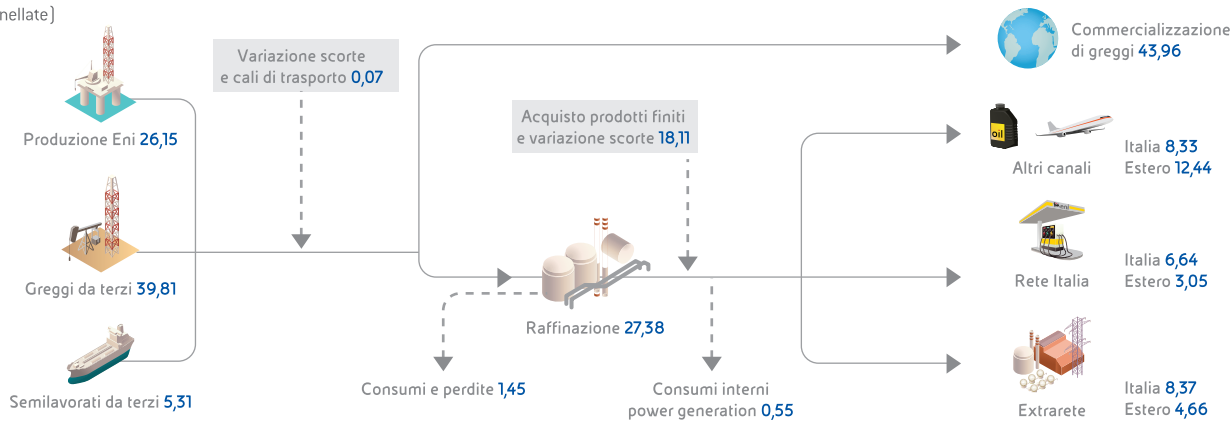 nellate)
Variazione scorte
e cali di trasporto 0,07
Commercializzazione
di greggi 43,96
Produzione Eni 26,15
Acquisto prodotti finiti
e variazione scorte 18,11
oil
Altri canali
Italia 8,33
Estero 12,44
Greggi da terzi 39,81
eni
Rete Italia
Italia 6,64
Estero 3,05
Raffinazione 27,38
Semilavorati da terzi 5,31
Consumi e perdite 1,45
Consumi interni
power generation 0,55
Extrarete
Italia 8,37
Estero 4,66